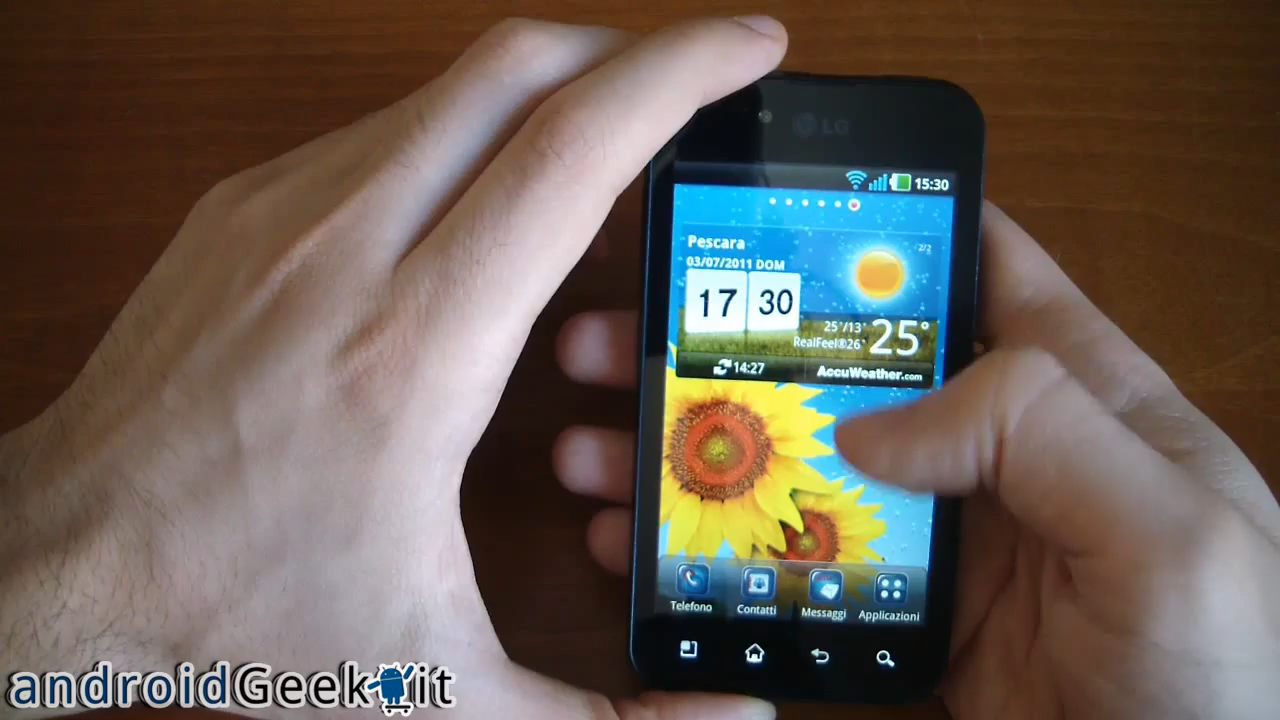 LG
15:30
Pescara
2/2
03/07/2011 DOM
17 30
25°/13°
RealFeel®26°
25°
14:27
AccuWeather.com
Telefono Contatti Messaggi Applicazioni
androidGeek it